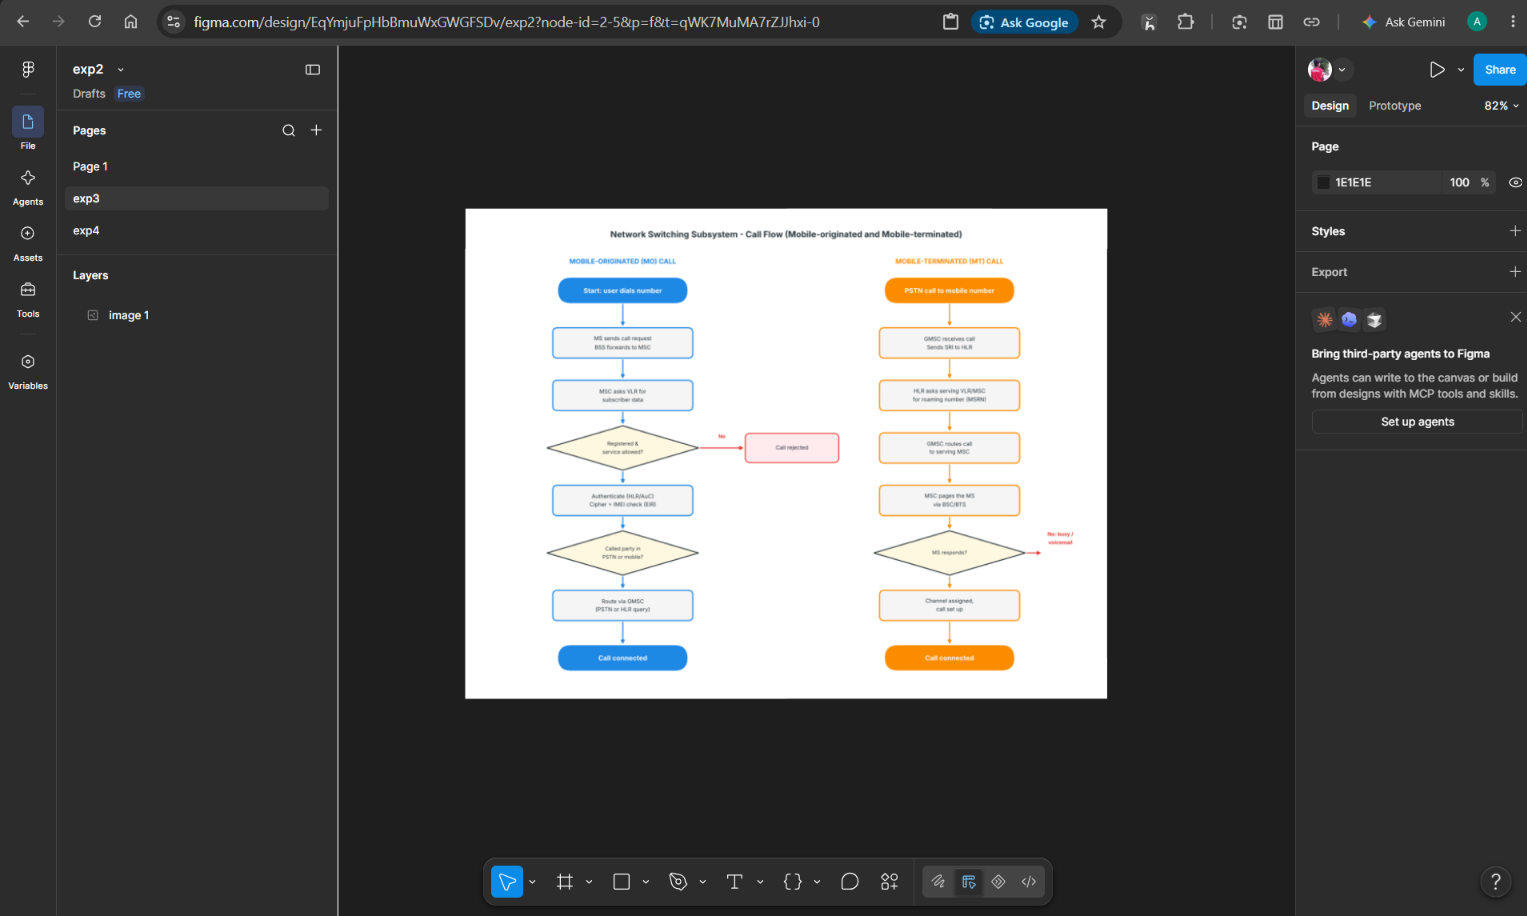 figma.com/design/EqYmjuFpHbBmuWxGWGFSDv/exp2?node-id=2-5&p=f&t=qWK7MuMA7rZJJhxi-0
Ask Google
Ask Gemini
A
exp2
Drafts Free
File
Agents
Assets
Tools
Variables
Pages
Page 1
exp3
exp4
Layers
image 1
Network Switching Subsystem - Call Flow (Mobile-originated and Mobile-terminated)
MOBILE-ORIGINATED (MO) CALL
Start: user dials number
MS sends call request
BSS forwards to MSC
MSC asks VLR for
subscriber data
Registered &
service allowed?
No
Call rejected
Authenticate (HLR/AuC)
Cipher + IMEI check (EIR)
Called party in
PSTN or mobile?
Route via GMSC
(PSTN or HLR query)
Call connected
MOBILE-TERMINATED (MT) CALL
PSTN call to mobile number
GMSC receives call
Sends SRI to HLR
HLR asks serving VLR/MSC
for roaming number (MSRN)
GMSC routes call
to serving MSC
MSC pages the MS
via BSC/BTS
MS responds?
No: busy /
voicemail
Channel assigned,
call set up
Call connected
Share
Design Prototype 82%
Page
1E1E1E 100 %
Styles
Export
Bring third-party agents to Figma
Agents can write to the canvas or build
from designs with MCP tools and skills.
Set up agents
?